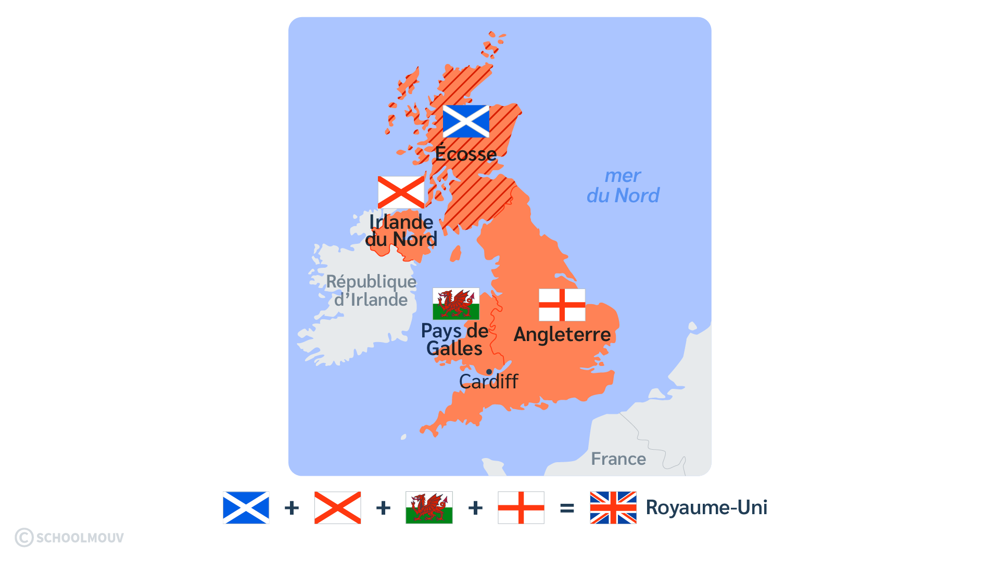 Écosse
mer
du Nord
Irlande
du Nord
République
d’Irlande
Pays de
Galles
Angleterre
Cardiff
France
+ + + = Royaume-Uni
© SCHOOLMOUV